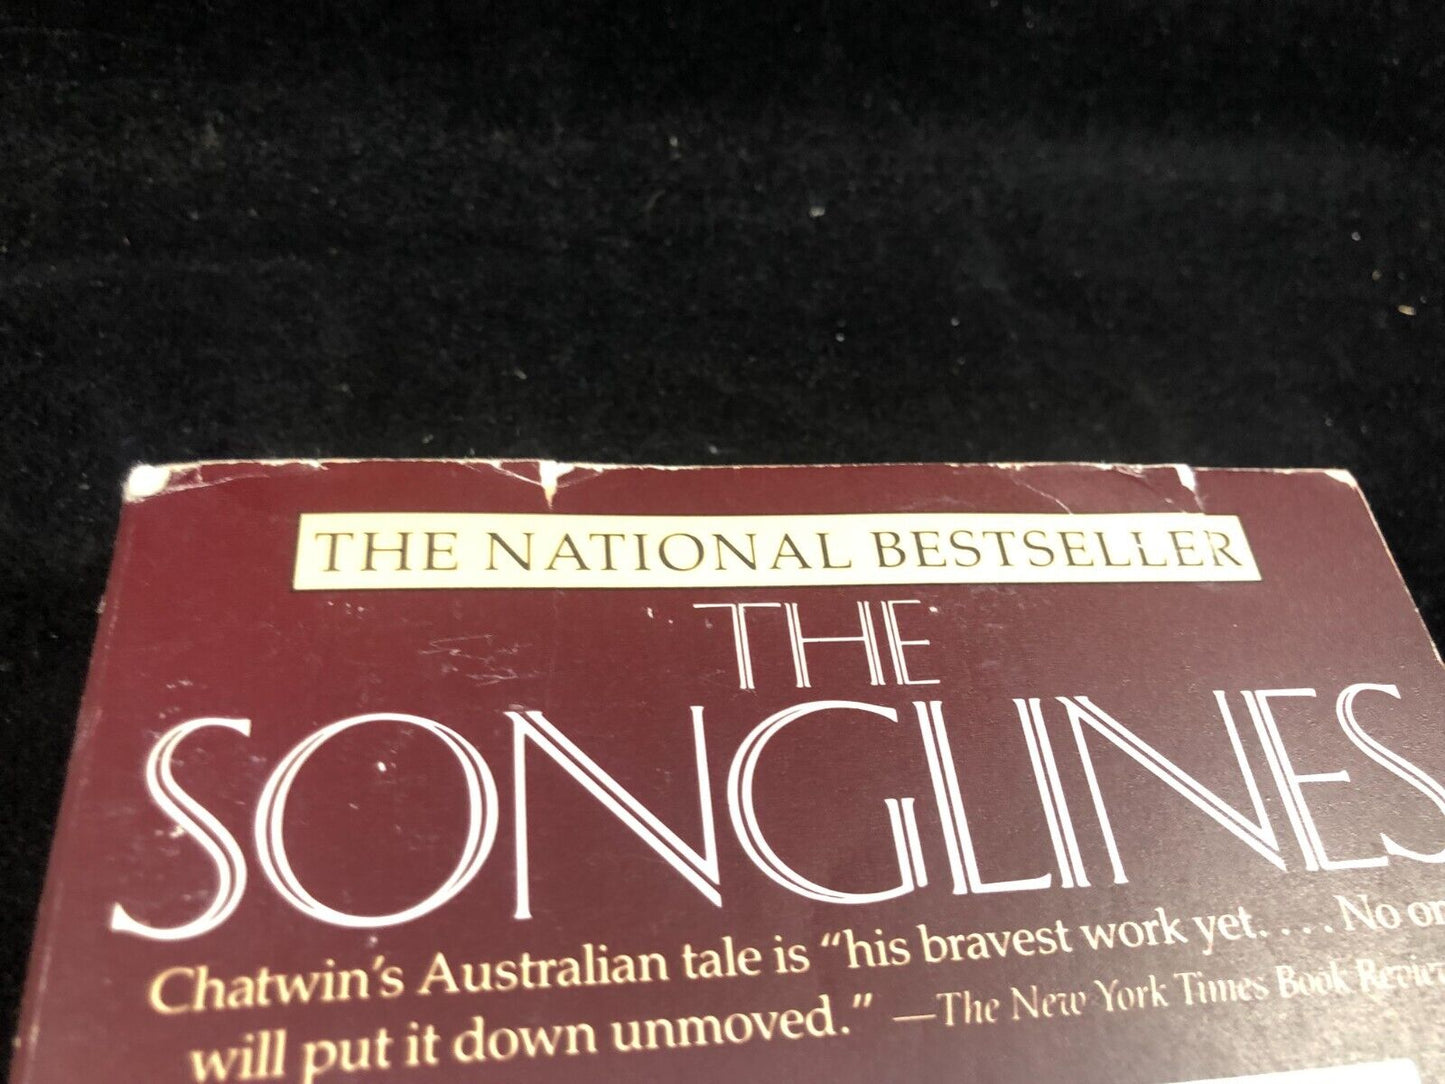 THE NATIONAL BESTSELLER
THE
SONGLINES
Chatwin's Australian tale is “his bravest work yet. . . . No
will put it down unmoved.” —The New York Times Book Review